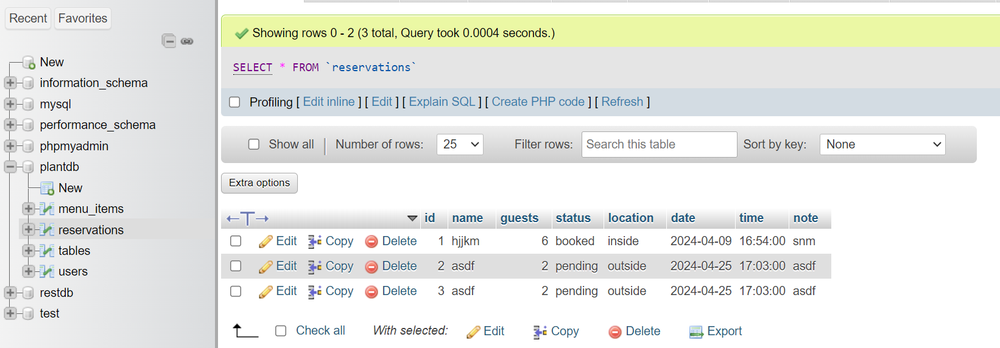 Recent Favorites
New
information_schema
mysql
performance_schema
phpmyadmin
plantdb
New
menu_items
reservations
tables
users
restdb
test
Showing rows 0 - 2 (3 total, Query took 0.0004 seconds.)
SELECT * FROM `reservations`
Profiling [ Edit inline ] [ Edit ] [ Explain SQL ] [ Create PHP code ] [ Refresh ]
Show all | Number of rows: 25 Filter rows: Search this table Sort by key: None
Extra options
id name guests status location date time note
Edit Copy Delete 1 hjjkm 6 booked inside 2024-04-09 16:54:00 snm
Edit Copy Delete 2 asdf 2 pending outside 2024-04-25 17:03:00 asdf
Edit Copy Delete 3 asdf 2 pending outside 2024-04-25 17:03:00 asdf
Check all With selected: Edit Copy Delete Export